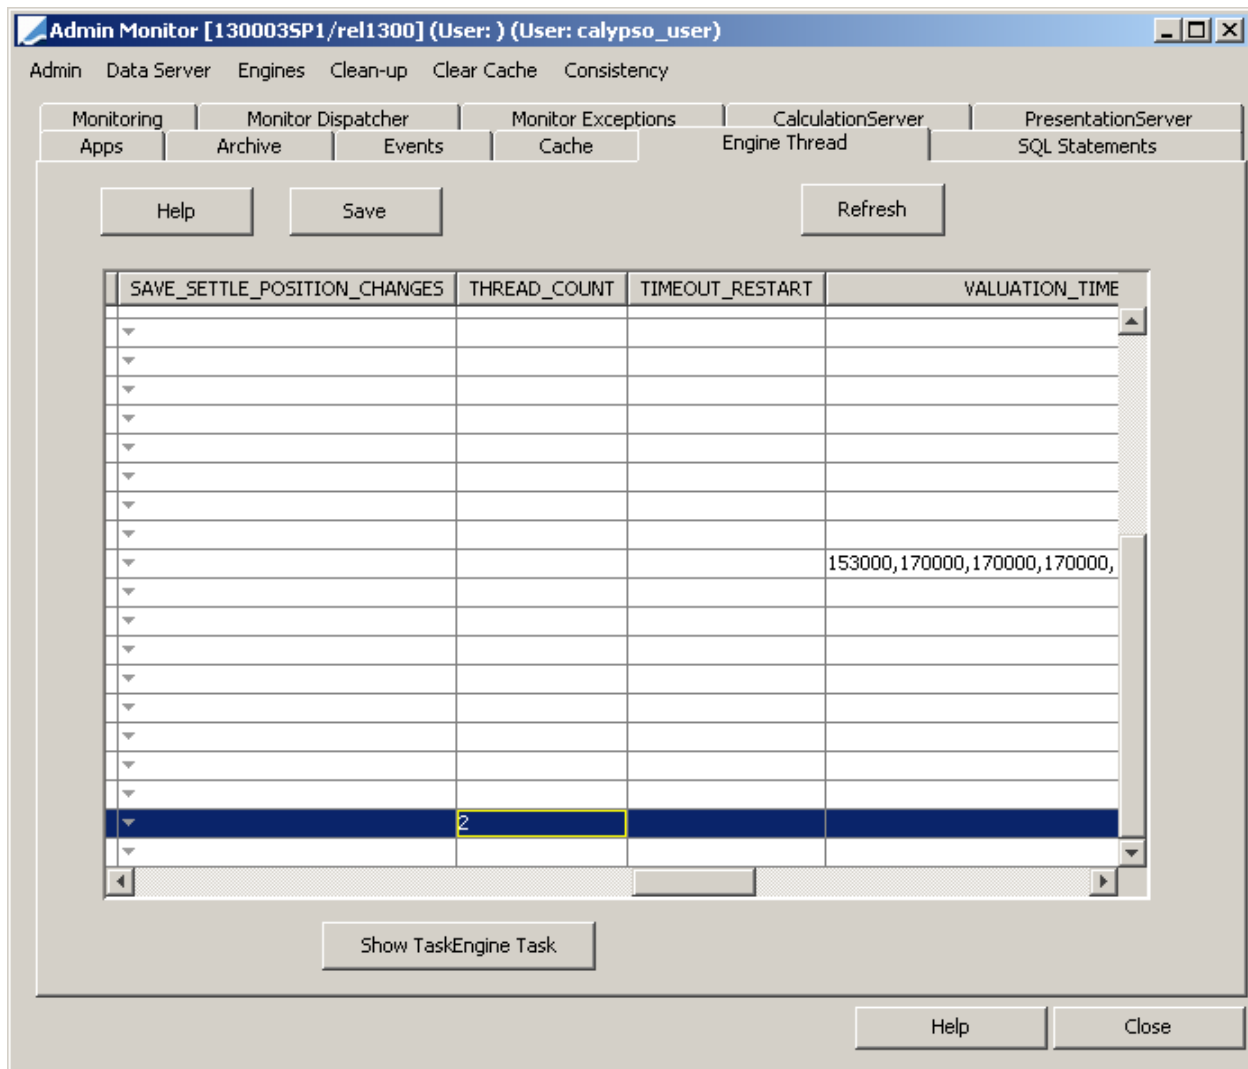 Admin Monitor [130003SP1/rel1300] (User: ) (User: calypso_user)
Admin Data Server Engines Clean-up Clear Cache Consistency
Monitoring Monitor Dispatcher Monitor Exceptions CalculationServer PresentationServer
Apps Archive Events Cache Engine Thread SQL Statements
Help Save Refresh
SAVE_SETTLE_POSITION_CHANGES THREAD_COUNT TIMEOUT_RESTART VALUATION_TIME
153000,170000,170000,170000,
2
Show TaskEngine Task
Help Close